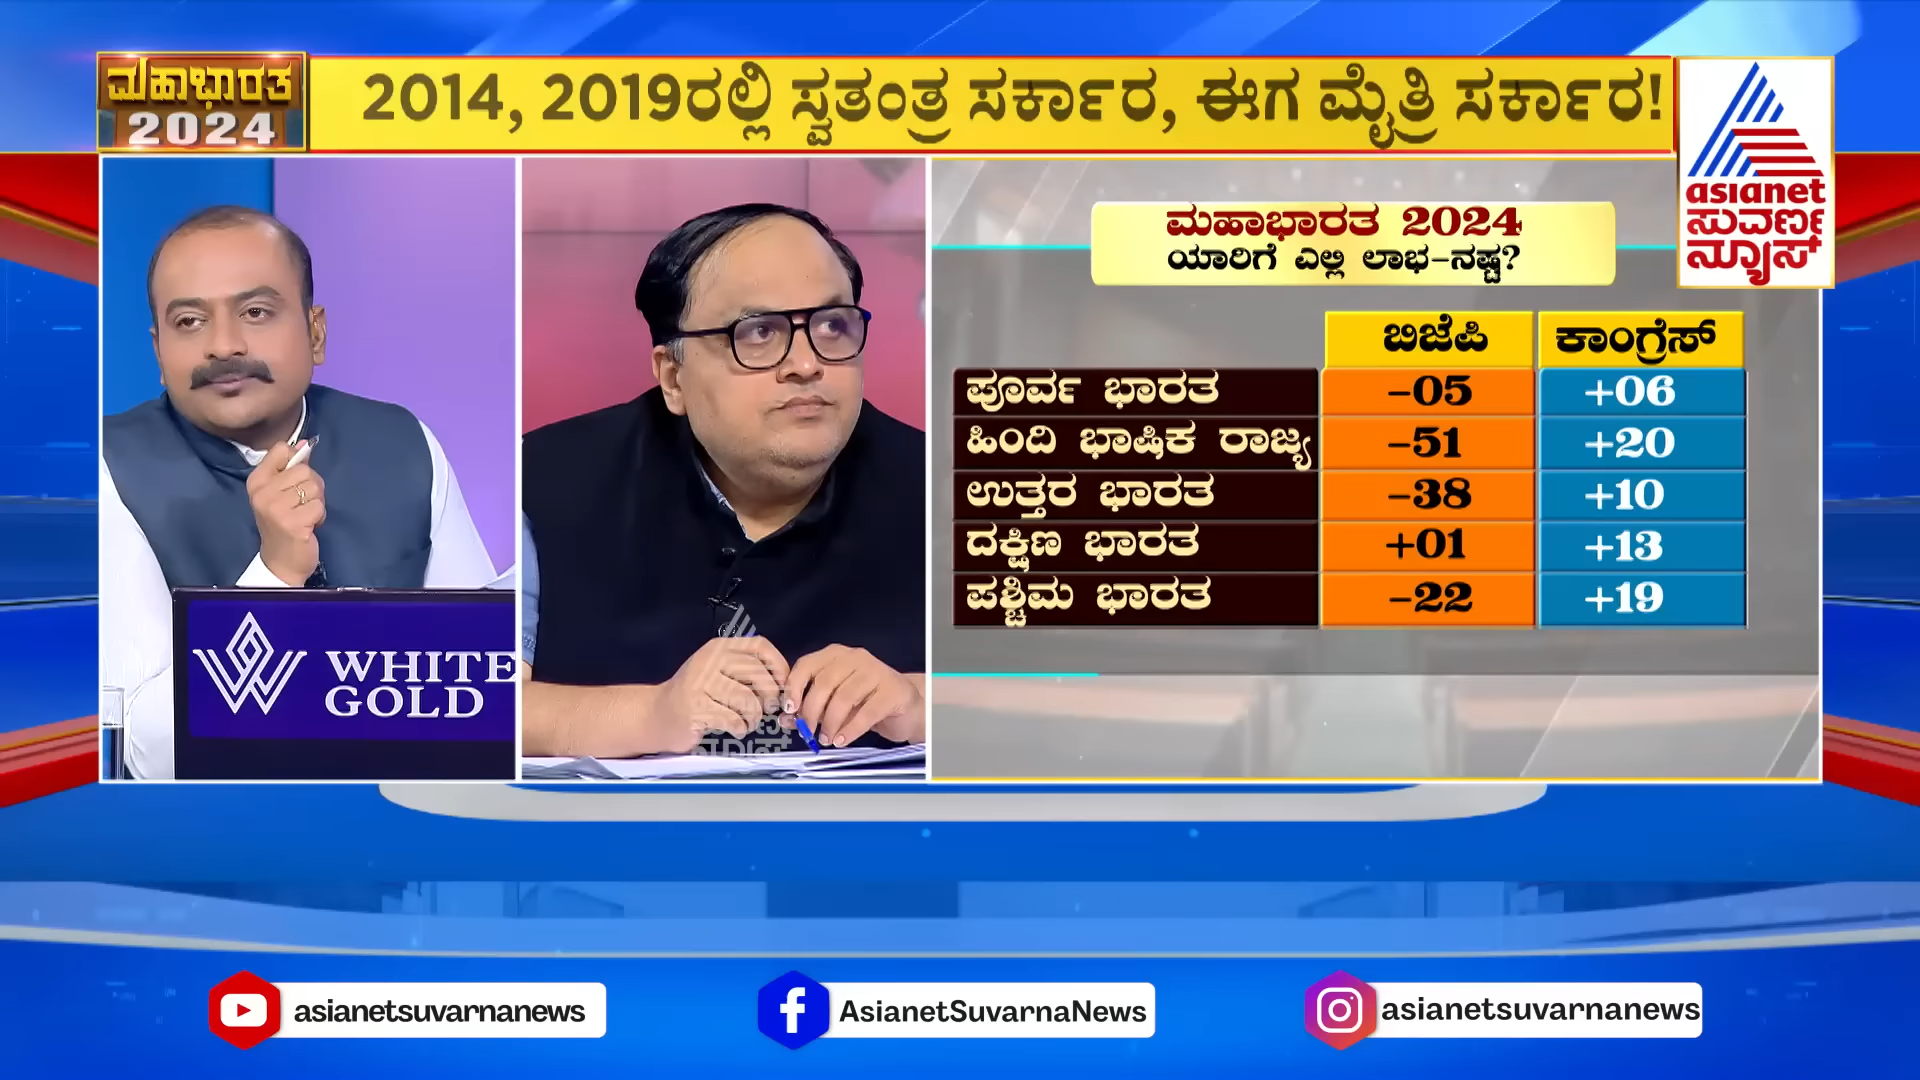 ಮಹಾಭಾರತ
2024
2014, 2019ರಲ್ಲಿ ಸ್ವತಂತ್ರ ಸರ್ಕಾರ, ಈಗ ಮೈತ್ರಿ ಸರ್ಕಾರ!
asianet
ಸುವರ್ಣ
ನ್ಯೂಸ್
ಮಹಾಭಾರತ 2024
ಯಾರಿಗೆ ಎಲ್ಲಿ ಲಾಭ-ನಷ್ಟ?
ಬಿಜೆಪಿ ಕಾಂಗ್ರೆಸ್
ಪೂರ್ವ ಭಾರತ -05 +06
ಹಿಂದಿ ಭಾಷಿಕ ರಾಜ್ಯ -51 +20
ಉತ್ತರ ಭಾರತ -38 +10
ದಕ್ಷಿಣ ಭಾರತ +01 +13
ಪಶ್ಚಿಮ ಭಾರತ -22 +19
WHITE
GOLD
asianetsuvarnanews AsianetSuvarnaNews asianetsuvarnanews